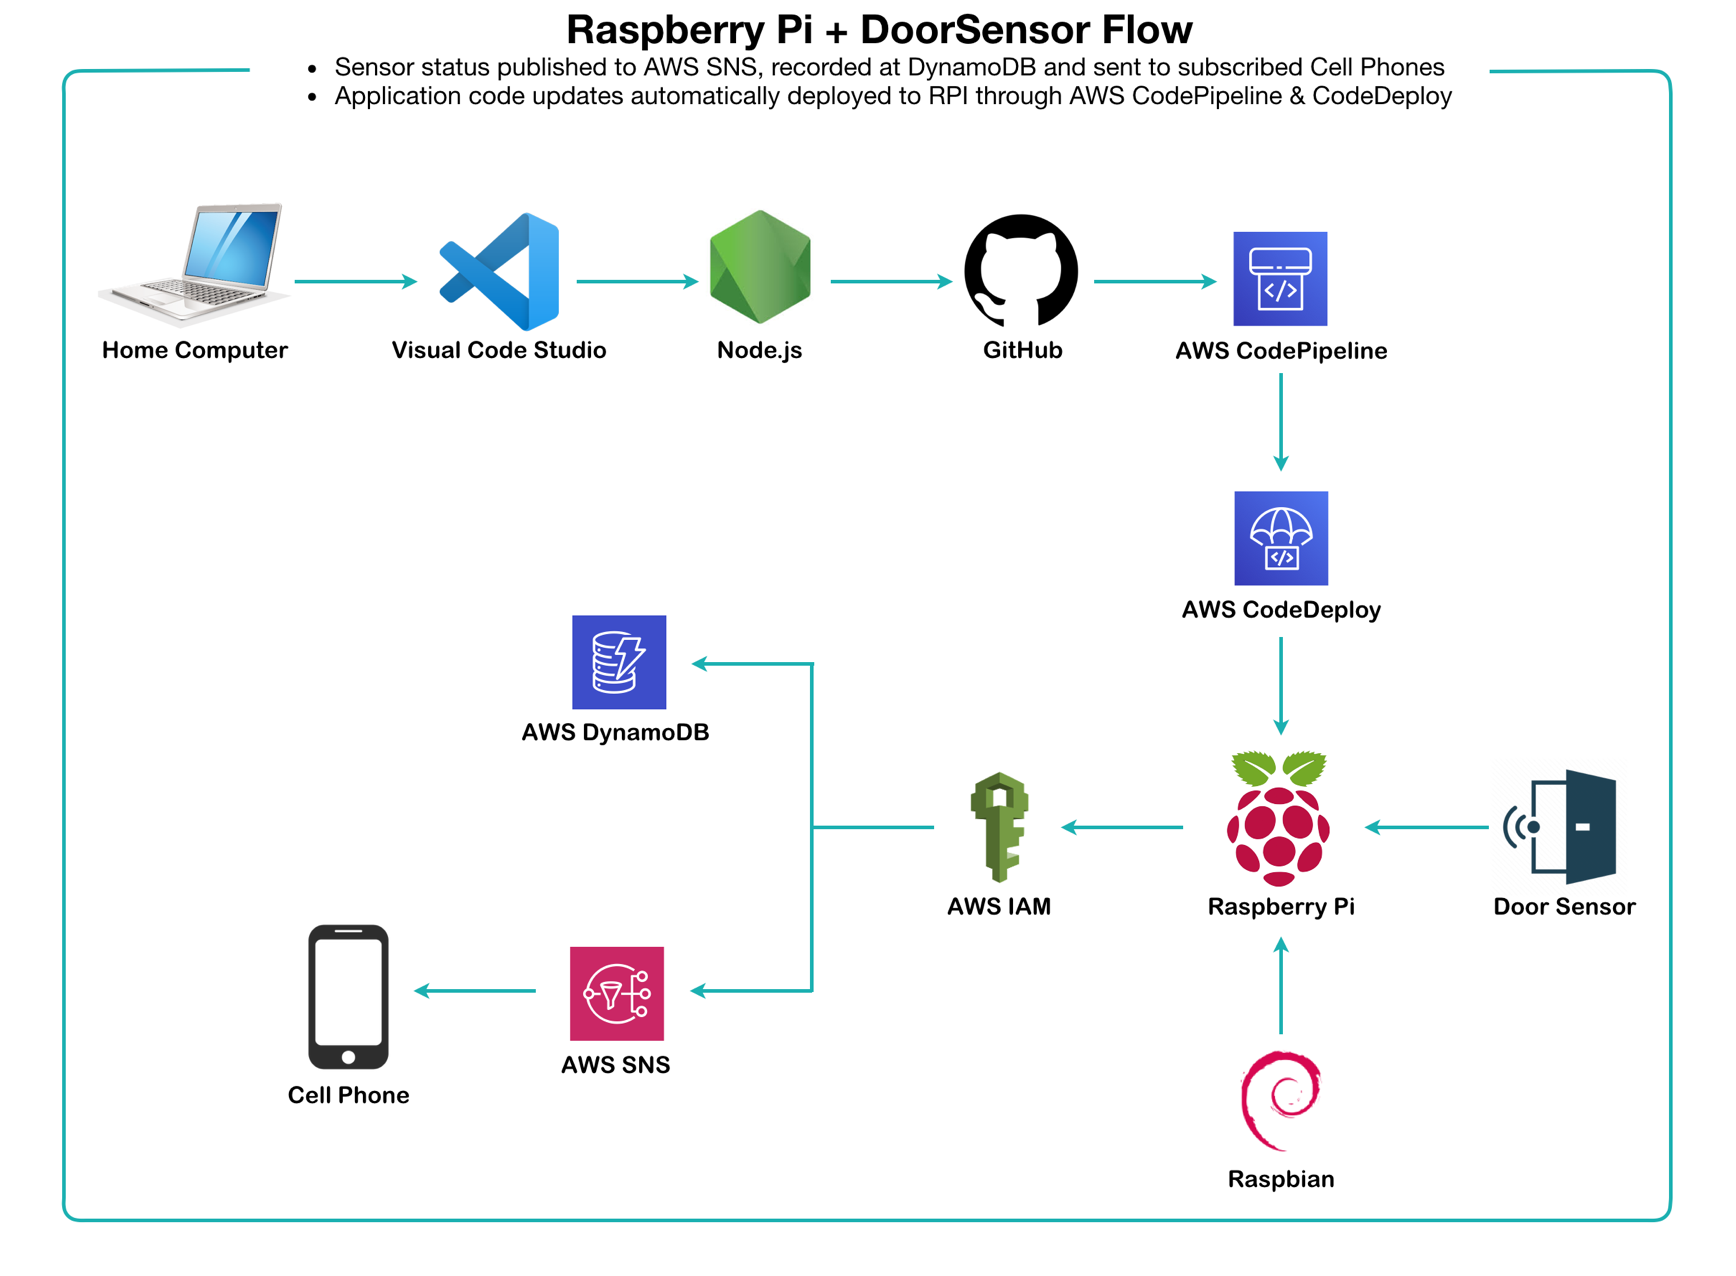 Raspberry Pi + DoorSensor Flow
• Sensor status published to AWS SNS, recorded at DynamoDB and sent to subscribed Cell Phones
• Application code updates automatically deployed to RPI through AWS CodePipeline & CodeDeploy
Home Computer
Visual Code Studio
Node.js
GitHub
AWS CodePipeline
AWS CodeDeploy
AWS DynamoDB
AWS IAM
Raspberry Pi
Door Sensor
AWS SNS
Cell Phone
Raspbian